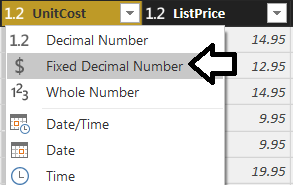 1.2 UnitCost 1.2 ListPrice
1.2 Decimal Number 14.95
$ Fixed Decimal Number 12.95
123 Whole Number 14.95
Date/Time 9.95
Date 9.95
Time 19.95